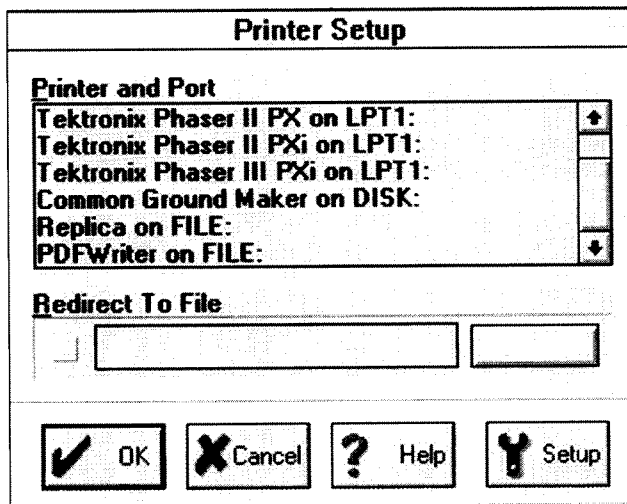 Printer Setup
Printer and Port
Tektronix Phaser II PX on LPT1:
Tektronix Phaser II PXi on LPT1:
Tektronix Phaser III PXi on LPT1:
Common Ground Maker on DISK:
Replica on FILE:
PDFWriter on FILE:
Redirect To File
OK Cancel Help Setup